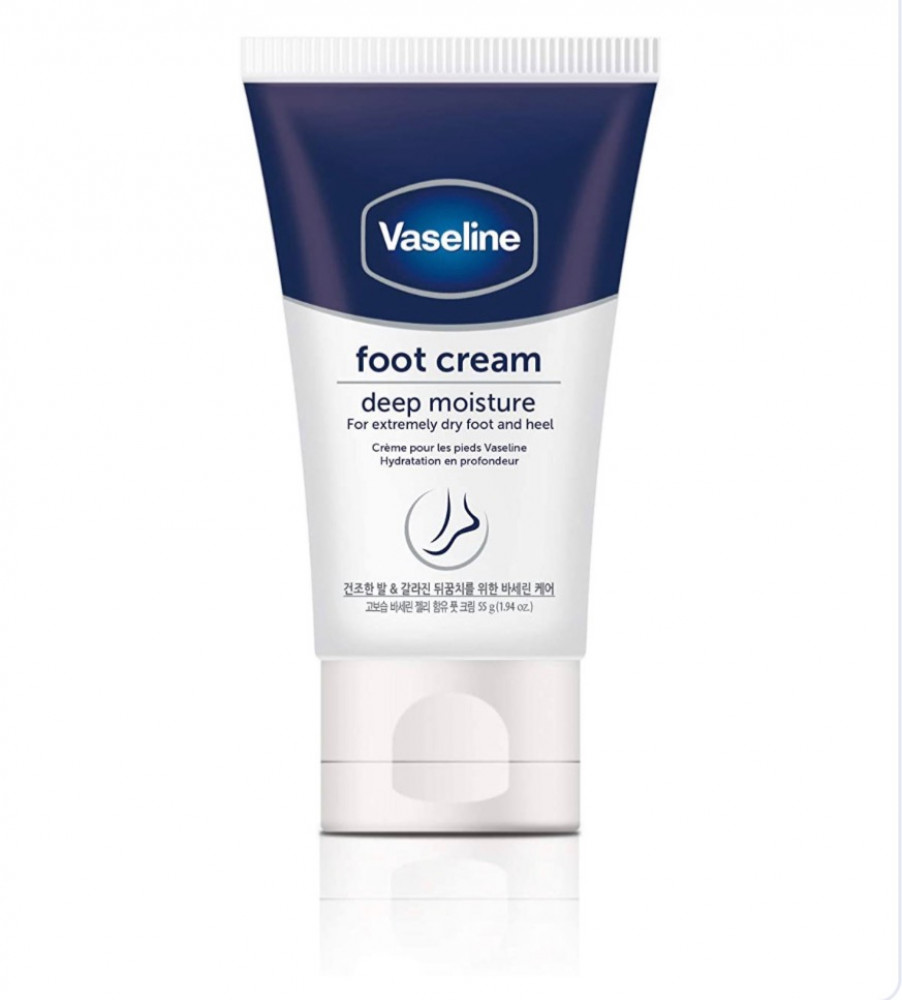 Vaseline
foot cream
deep moisture
For extremely dry foot and heel
Crème pour les pieds Vaseline
Hydratation en profondeur
건조한 발 & 갈라진 뒤꿈치를 위한 바세린 케어
고보습 바세린 젤리 함유 풋 크림 55 g (1.94 oz.)